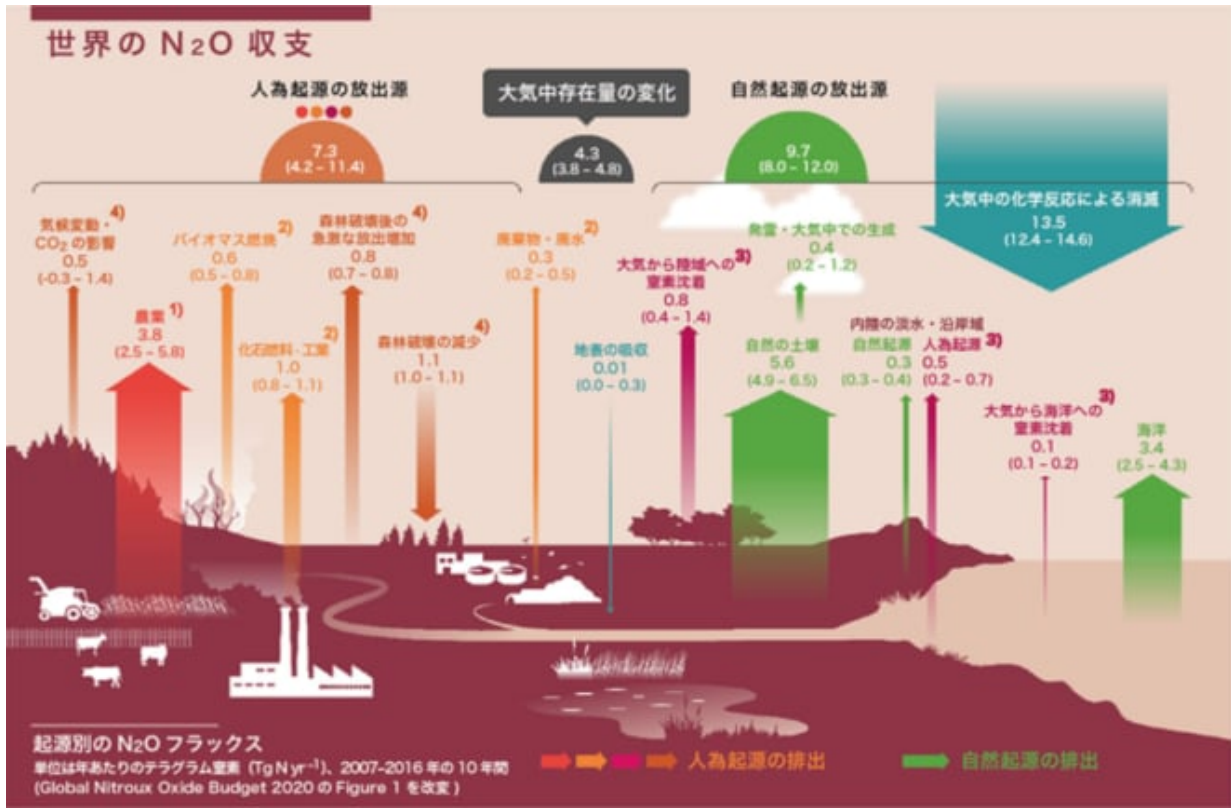 世界の N₂O 収支
人為起源の放出源
7.3
(4.2 – 11.4)
大気中存在量の変化
4.3
(3.8 – 4.8)
自然起源の放出源
9.7
(8.0 – 12.0)
大気中の化学反応による消滅
13.5
(12.4 – 14.6)
気候変動・4)
CO₂ の影響
0.5
(-0.3 – 1.4)
農業 1)
3.8
(2.5 – 5.8)
バイオマス燃焼 2)
0.6
(0.5 – 0.8)
化石燃料・工業 2)
1.0
(0.8 – 1.1)
森林破壊後の 4)
急激な放出増加
0.8
(0.7 – 0.8)
森林破壊の減少 4)
1.1
(1.0 – 1.1)
廃棄物・廃水 2)
0.3
(0.2 – 0.5)
地表の吸収
0.01
(0.0 – 0.3)
大気から陸域への 3)
窒素沈着
0.8
(0.4 – 1.4)
発雷・大気中での生成
0.4
(0.2 – 1.2)
自然の土壌
5.6
(4.9 – 6.5)
内陸の淡水・沿岸域
自然起源
0.3
(0.3 – 0.4)
人為起源 3)
0.5
(0.2 – 0.7)
大気から海洋への 3)
窒素沈着
0.1
(0.1 – 0.2)
海洋
3.4
(2.5 – 4.3)
起源別の N₂O フラックス
単位は年あたりのテラグラム窒素 (Tg N yr⁻¹)、2007–2016 年の 10 年間
(Global Nitroux Oxide Budget 2020 の Figure 1 を改変 )
人為起源の排出
自然起源の排出